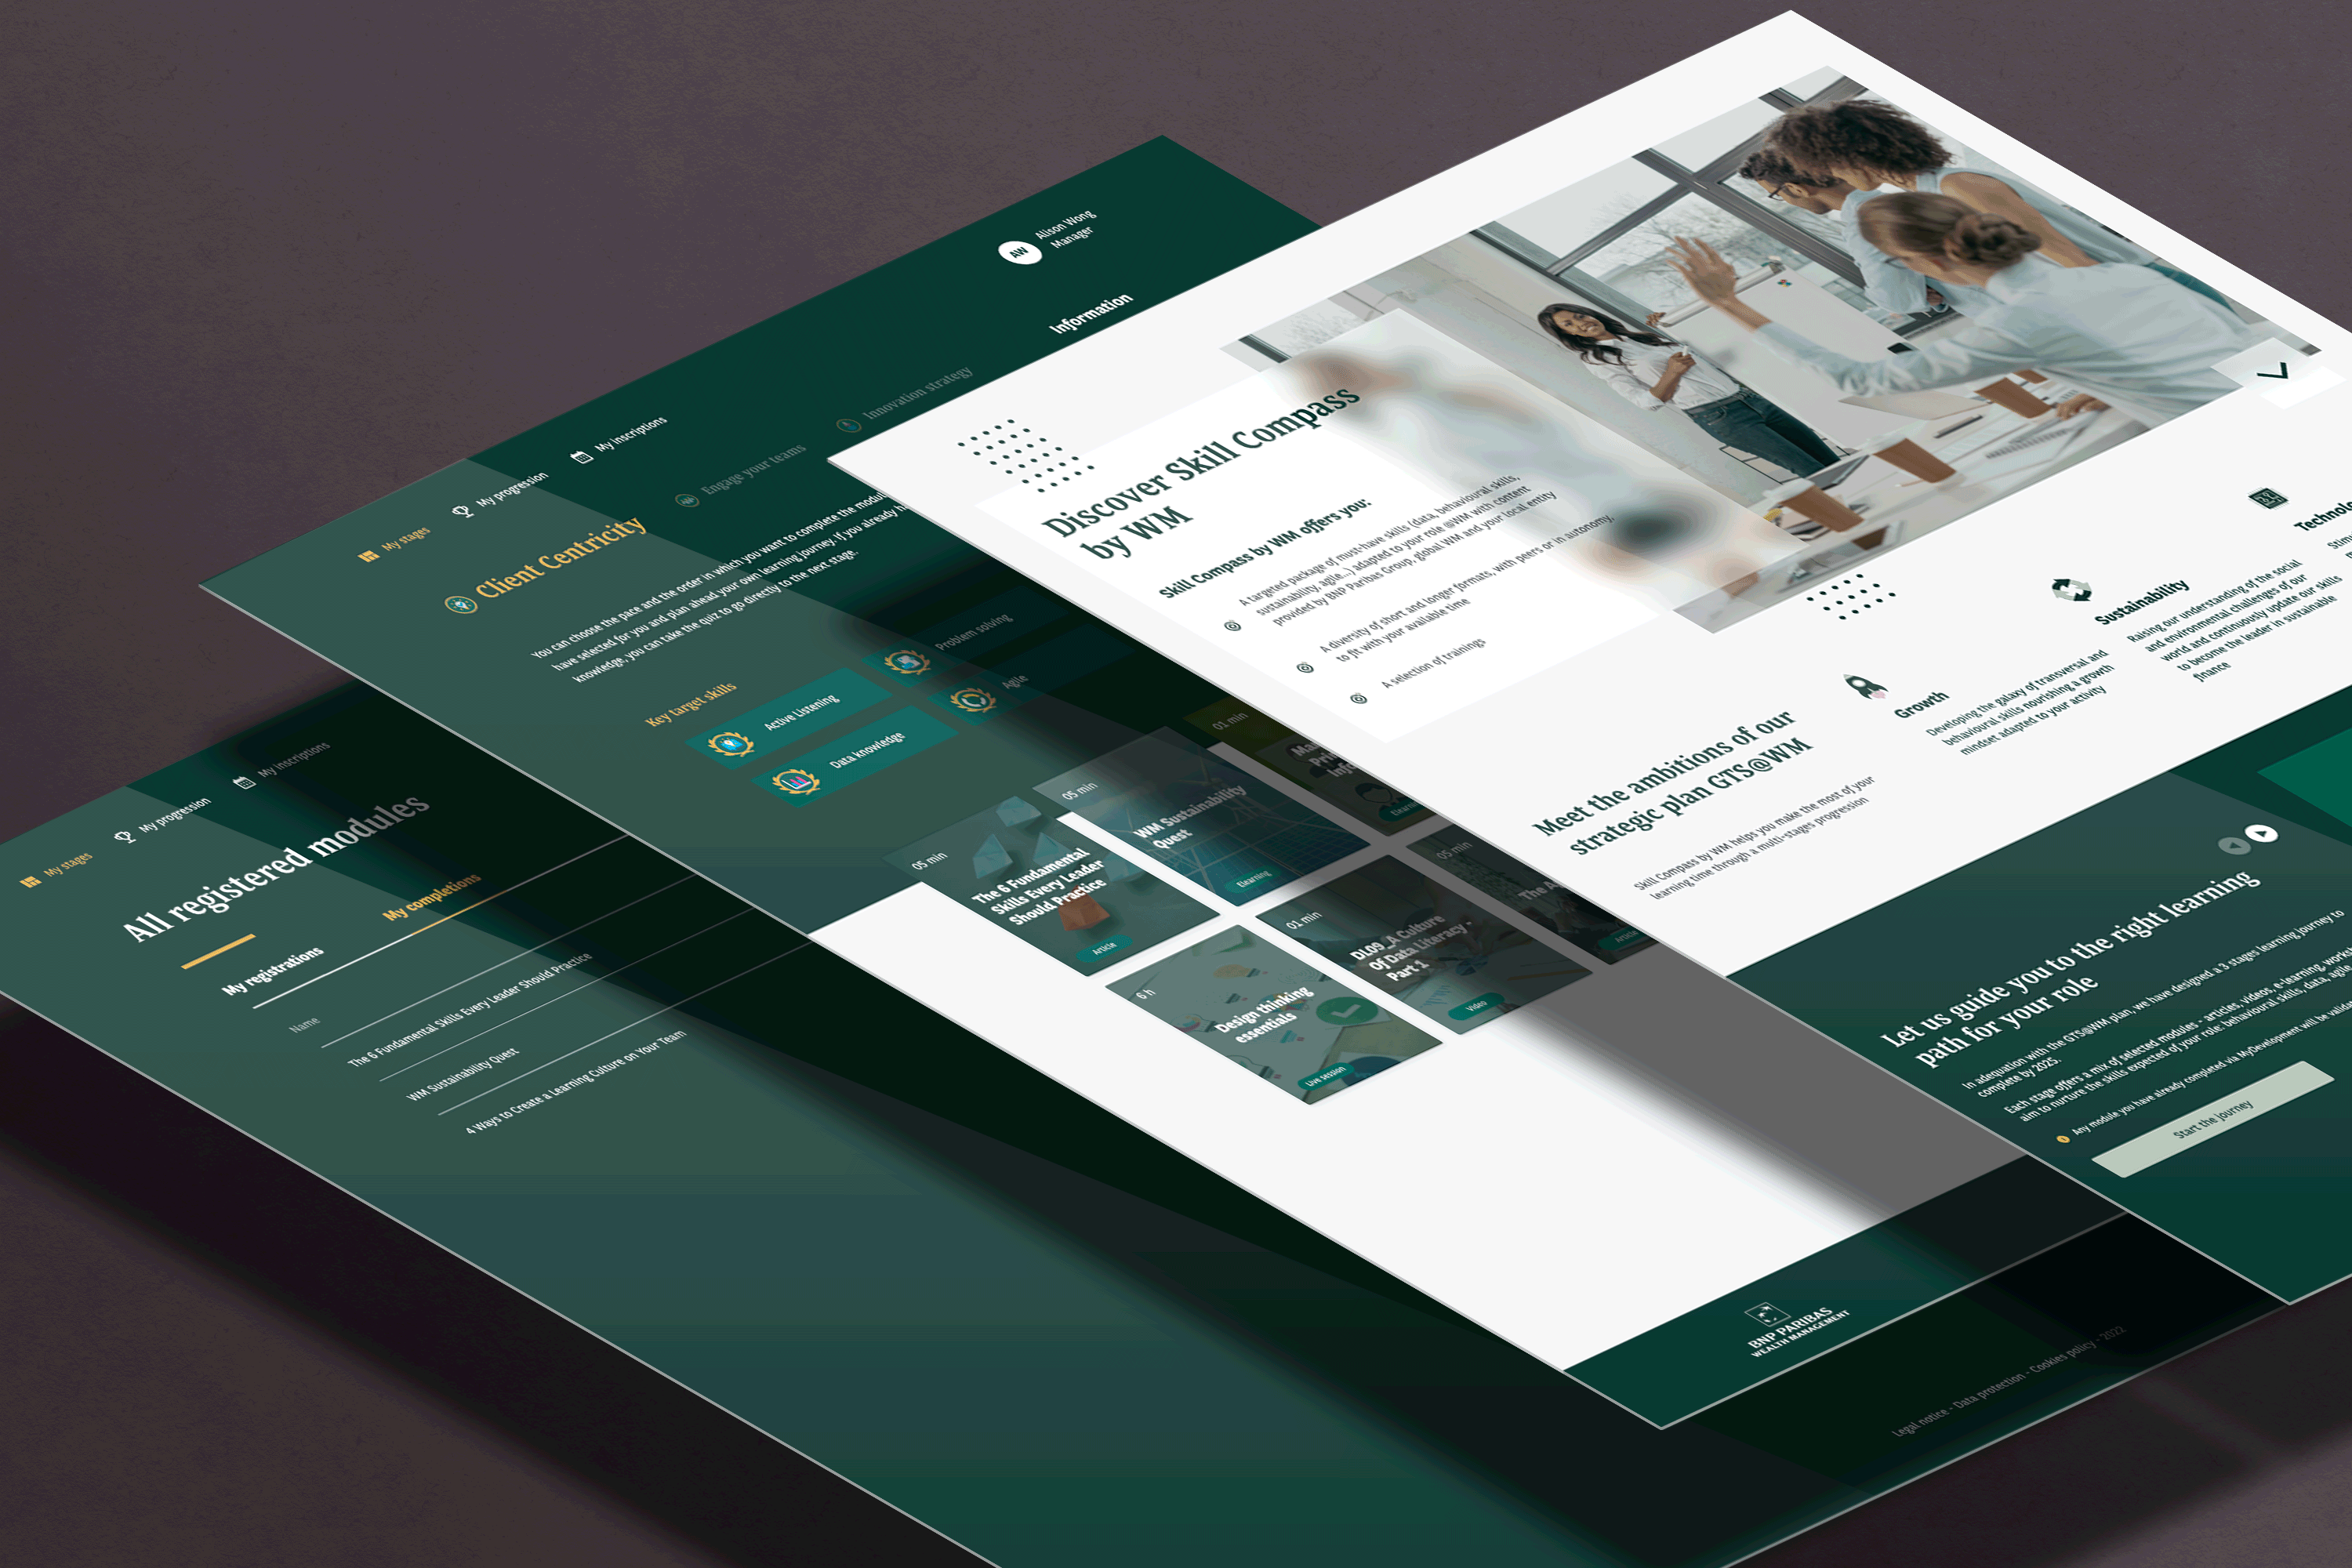 My stages
My progression
My inscriptions
All registered modules
My registrations
My completions
Name
The 6 Fundamental Skills Every Leader Should Practice
WM Sustainability Quest
4 Ways to Create a Learning Culture on Your Team
Legal notice - Data protection - Cookies policy - 2022
My stages
My progression
My inscriptions
AW
Alison Wong
Manager
Client Centricity
Engage your teams
Innovation strategy
Information
You can choose the pace and the order in which you want to complete the
have selected for you and plan ahead your own learning journey. If you already
knowledge, you can take the quiz to go directly to the next stage.
Key target skills
Active Listening
Problem solving
Data knowledge
Agile
05 min
The 6 Fundamental
Skills Every Leader
Should Practice
Article
05 min
WM Sustainability
Quest
Elearning
01 min
6 h
Design thinking
essentials
Live session
01 min
DL09_A Culture
Of Data Literacy -
Part 1
Video
05 min
The
Article
BNP PARIBAS
WEALTH MANAGEMENT
Discover Skill Compass
by WM
Skill Compass by WM offers you:
A targeted package of must-have skills (data, behavioural skills,
sustainability, agile...) adapted to your role @WM with content
provided by BNP Paribas Group, global WM and your local entity
A diversity of short and longer formats, with peers or in autonomy,
to fit with your available time
A selection of trainings
Meet the ambitions of our
strategic plan GTS@WM
Skill Compass by WM helps you make the most of your
learning time through a multi-stages progression
Growth
Developing the galaxy of transversal and
behavioural skills nourishing a growth
mindset adapted to your activity
Sustainability
Raising our understanding of the social
and environmental challenges of our
world and continuously update our skills
to become the leader in sustainable
finance
Let us guide you to the right learning
path for your role
In adequation with the GTS@WM plan, we have designed a 3 stages learning journey to
complete by 2025.
Each stage offers a mix of selected modules - articles, videos, e-learning,
aim to nurture the skills expected of your role: behavioural skills, data, agile
Any module you have already completed via MyDevelopment will be
Start the journey